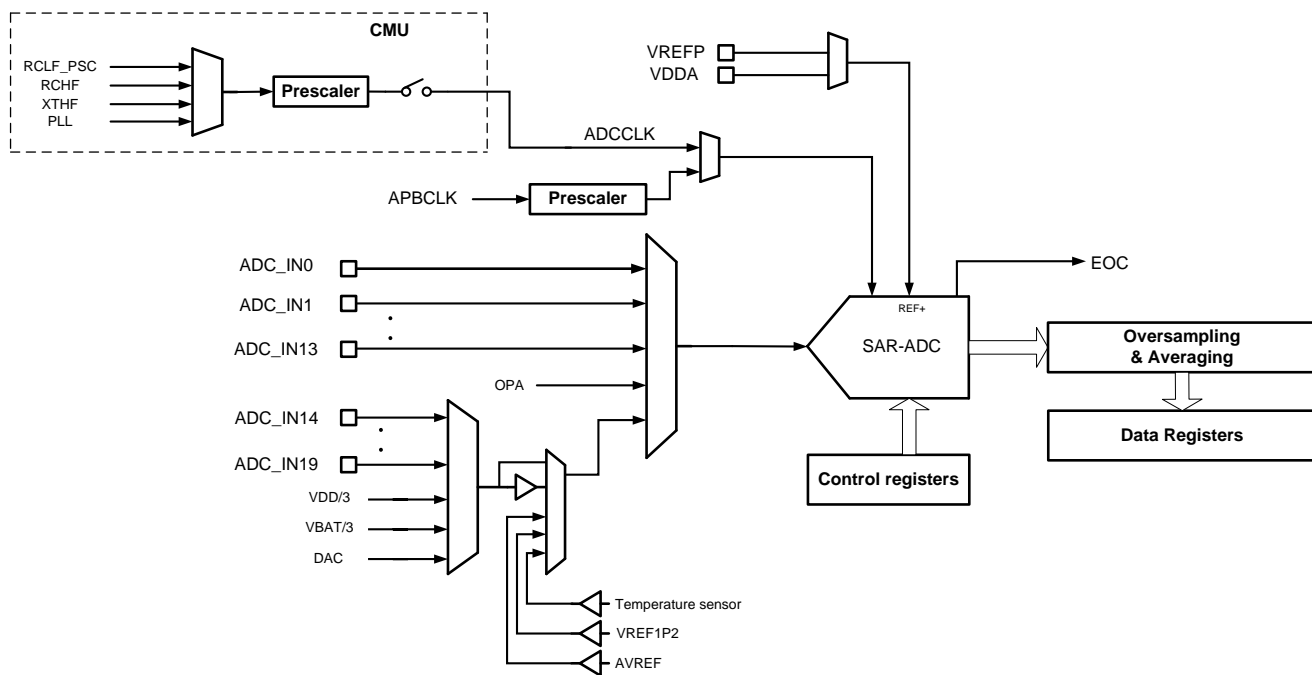 CMU
RCLF_PSC
RCHF
XTHF
PLL
Prescaler
VREFP
VDDA
ADCCLK
APBCLK
Prescaler
ADC_IN0
ADC_IN1
ADC_IN13
OPA
ADC_IN14
ADC_IN19
VDD/3
VBAT/3
DAC
Temperature sensor
VREF1P2
AVREF
REF+
SAR-ADC
EOC
Control registers
Oversampling
& Averaging
Data Registers